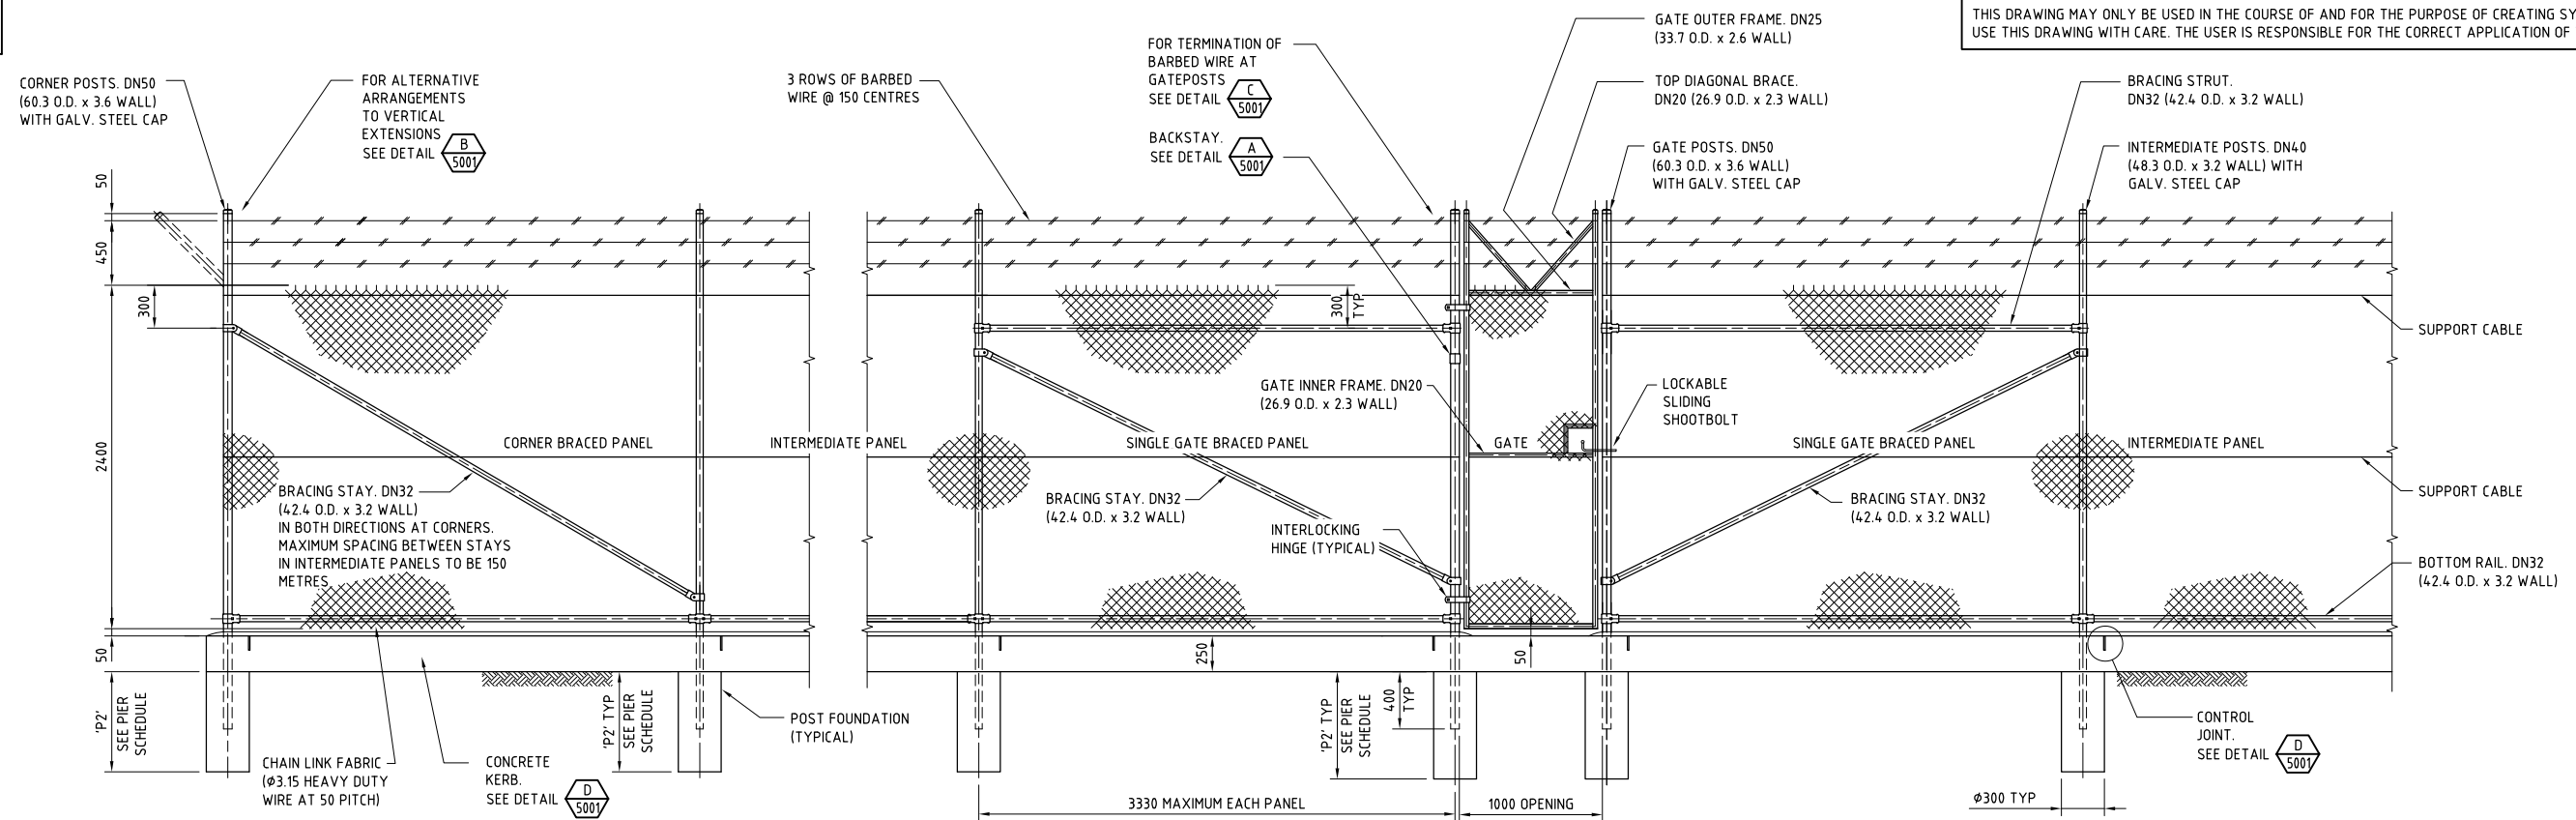 THIS DRAWING MAY ONLY BE USED IN THE COURSE OF AND FOR THE PURPOSE OF CREATING SY
USE THIS DRAWING WITH CARE. THE USER IS RESPONSIBLE FOR THE CORRECT APPLICATION OF
CORNER POSTS. DN50
(60.3 O.D. x 3.6 WALL)
WITH GALV. STEEL CAP
FOR ALTERNATIVE
ARRANGEMENTS
TO VERTICAL
EXTENSIONS
SEE DETAIL
B
5001
3 ROWS OF BARBED
WIRE @ 150 CENTRES
FOR TERMINATION OF
BARBED WIRE AT
GATEPOSTS
SEE DETAIL
C
5001
BACKSTAY.
SEE DETAIL
A
5001
GATE OUTER FRAME. DN25
(33.7 O.D. x 2.6 WALL)
TOP DIAGONAL BRACE.
DN20 (26.9 O.D. x 2.3 WALL)
GATE POSTS. DN50
(60.3 O.D. x 3.6 WALL)
WITH GALV. STEEL CAP
BRACING STRUT.
DN32 (42.4 O.D. x 3.2 WALL)
INTERMEDIATE POSTS. DN40
(48.3 O.D. x 3.2 WALL) WITH
GALV. STEEL CAP
50
450
300
2400
50
300
TYP
SUPPORT CABLE
GATE INNER FRAME. DN20
(26.9 O.D. x 2.3 WALL)
LOCKABLE
SLIDING
SHOOTBOLT
CORNER BRACED PANEL
INTERMEDIATE PANEL
SINGLE GATE BRACED PANEL
GATE
SINGLE GATE BRACED PANEL
INTERMEDIATE PANEL
BRACING STAY. DN32
(42.4 O.D. x 3.2 WALL)
IN BOTH DIRECTIONS AT CORNERS.
MAXIMUM SPACING BETWEEN STAYS
IN INTERMEDIATE PANELS TO BE 150
METRES
BRACING STAY. DN32
(42.4 O.D. x 3.2 WALL)
INTERLOCKING
HINGE (TYPICAL)
BRACING STAY. DN32
(42.4 O.D. x 3.2 WALL)
SUPPORT CABLE
BOTTOM RAIL. DN32
(42.4 O.D. x 3.2 WALL)
250
50
'P2'
SEE PIER
SCHEDULE
'P2' TYP
SEE PIER
SCHEDULE
POST FOUNDATION
(TYPICAL)
'P2' TYP
SEE PIER
SCHEDULE
400
TYP
CONTROL
JOINT.
SEE DETAIL
D
5001
CHAIN LINK FABRIC
(Ø3.15 HEAVY DUTY
WIRE AT 50 PITCH)
CONCRETE
KERB.
SEE DETAIL
D
5001
3330 MAXIMUM EACH PANEL
1000 OPENING
Ø300 TYP